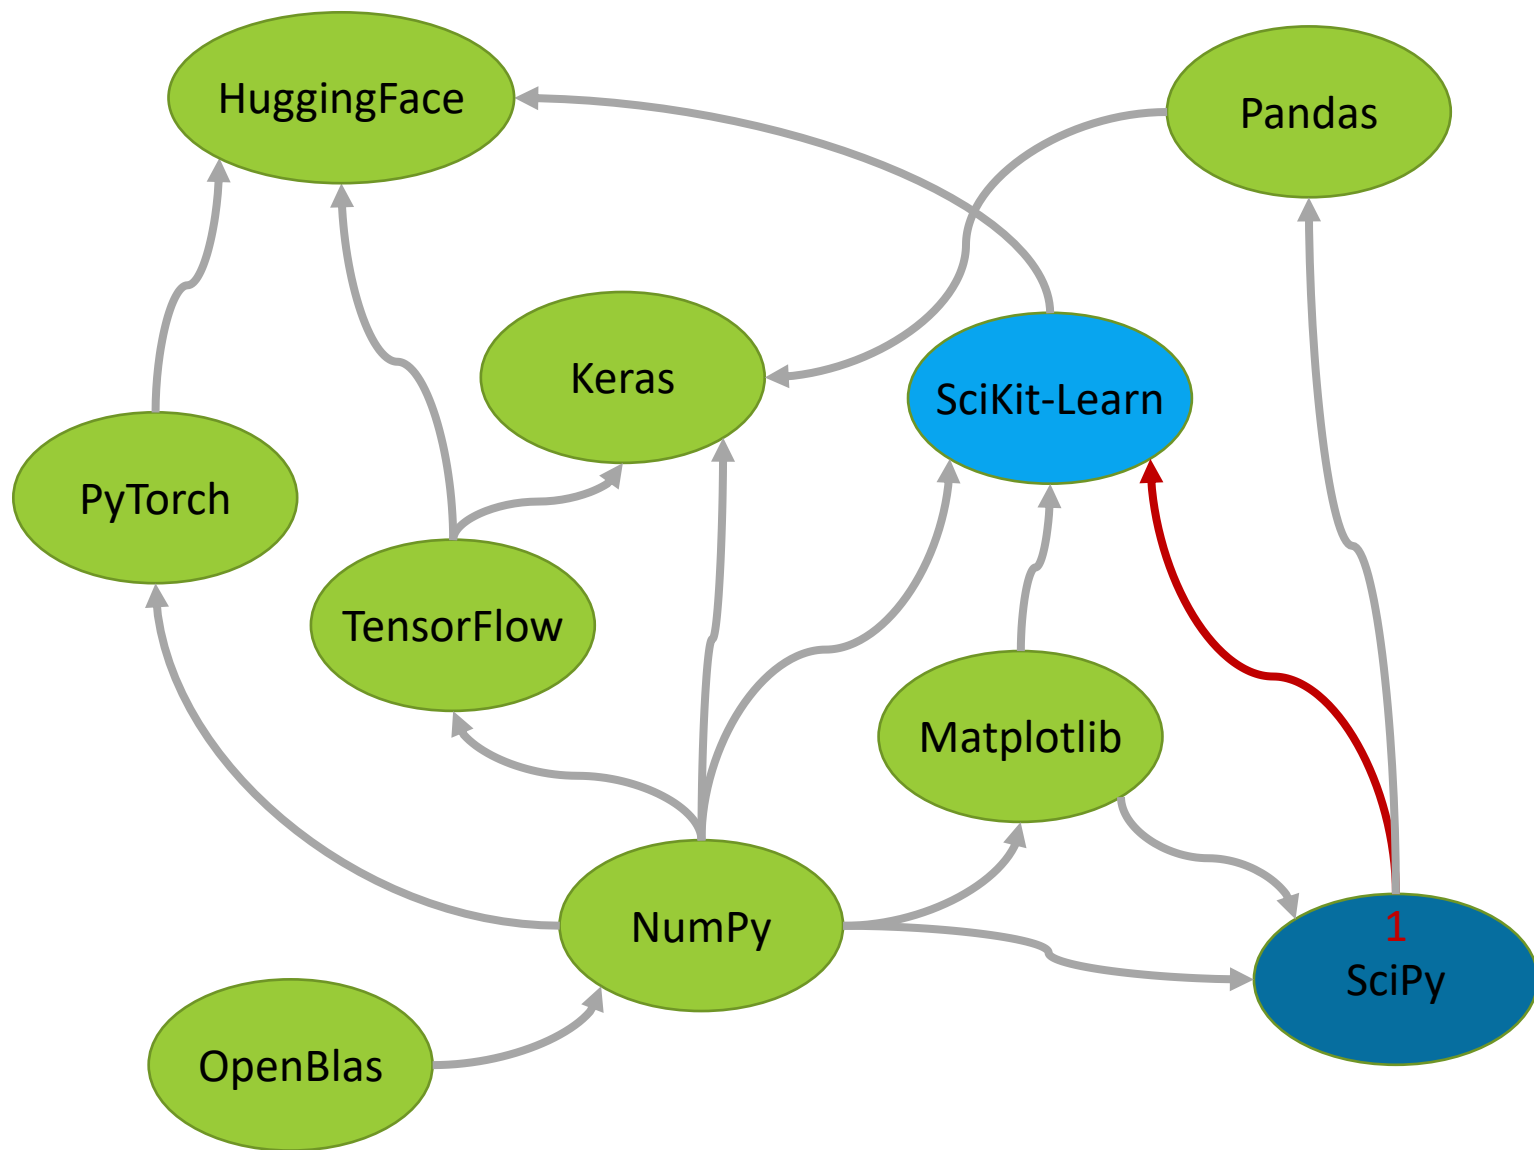 HuggingFace
Pandas
Keras
SciKit-Learn
PyTorch
TensorFlow
Matplotlib
NumPy
1
SciPy
OpenBlas